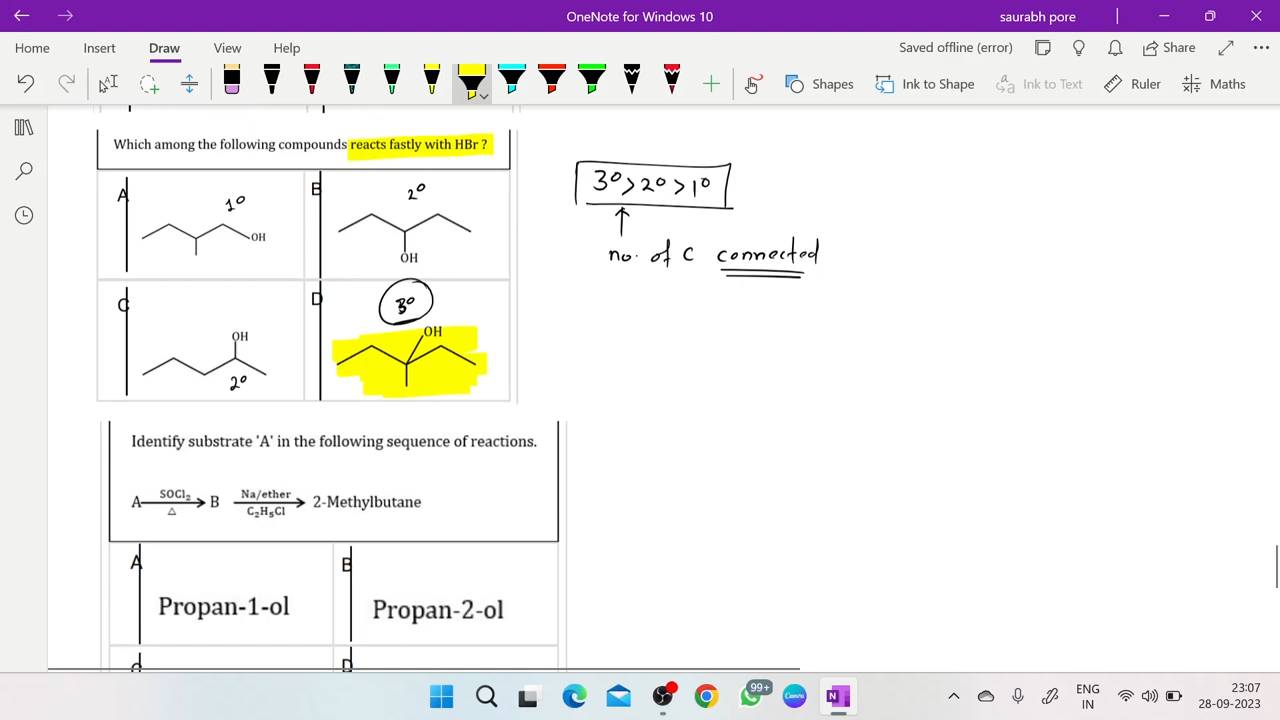 OneNote for Windows 10
saurabh pore
Home Insert Draw View Help
Saved offline (error) Share
Shapes Ink to Shape Ink to Text Ruler Maths
Which among the following compounds reacts fastly with HBr ?
A 1° OH
B 2° OH
3° > 2° > 1°
no. of C connected
C OH 2°
D 3° OH
Identify substrate 'A' in the following sequence of reactions.
A SOCl₂ △ B Na/ether C₂H₅Cl 2-Methylbutane
A Propan-1-ol
B Propan-2-ol
D
99+
ENG
IN
23:07
28-09-2023